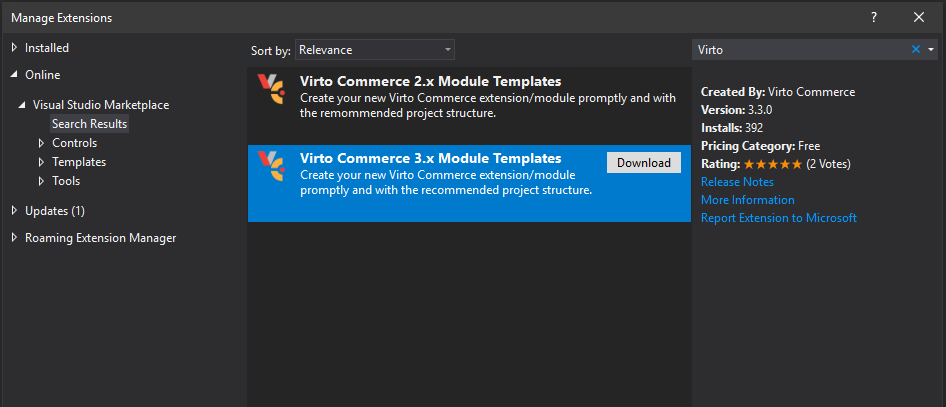 Manage Extensions
?
Installed
Online
Visual Studio Marketplace
Search Results
Controls
Templates
Tools
Updates (1)
Roaming Extension Manager
Sort by: Relevance
Virto Commerce 2.x Module Templates
Create your new Virto Commerce extension/module promptly and with
the remommended project structure.
Virto Commerce 3.x Module Templates
Download
Create your new Virto Commerce extension/module
promptly and with the recommended project structure.
Virto
Created By: Virto Commerce
Version: 3.3.0
Installs: 392
Pricing Category: Free
Rating: ★★★★★ (2 Votes)
Release Notes
More Information
Report Extension to Microsoft